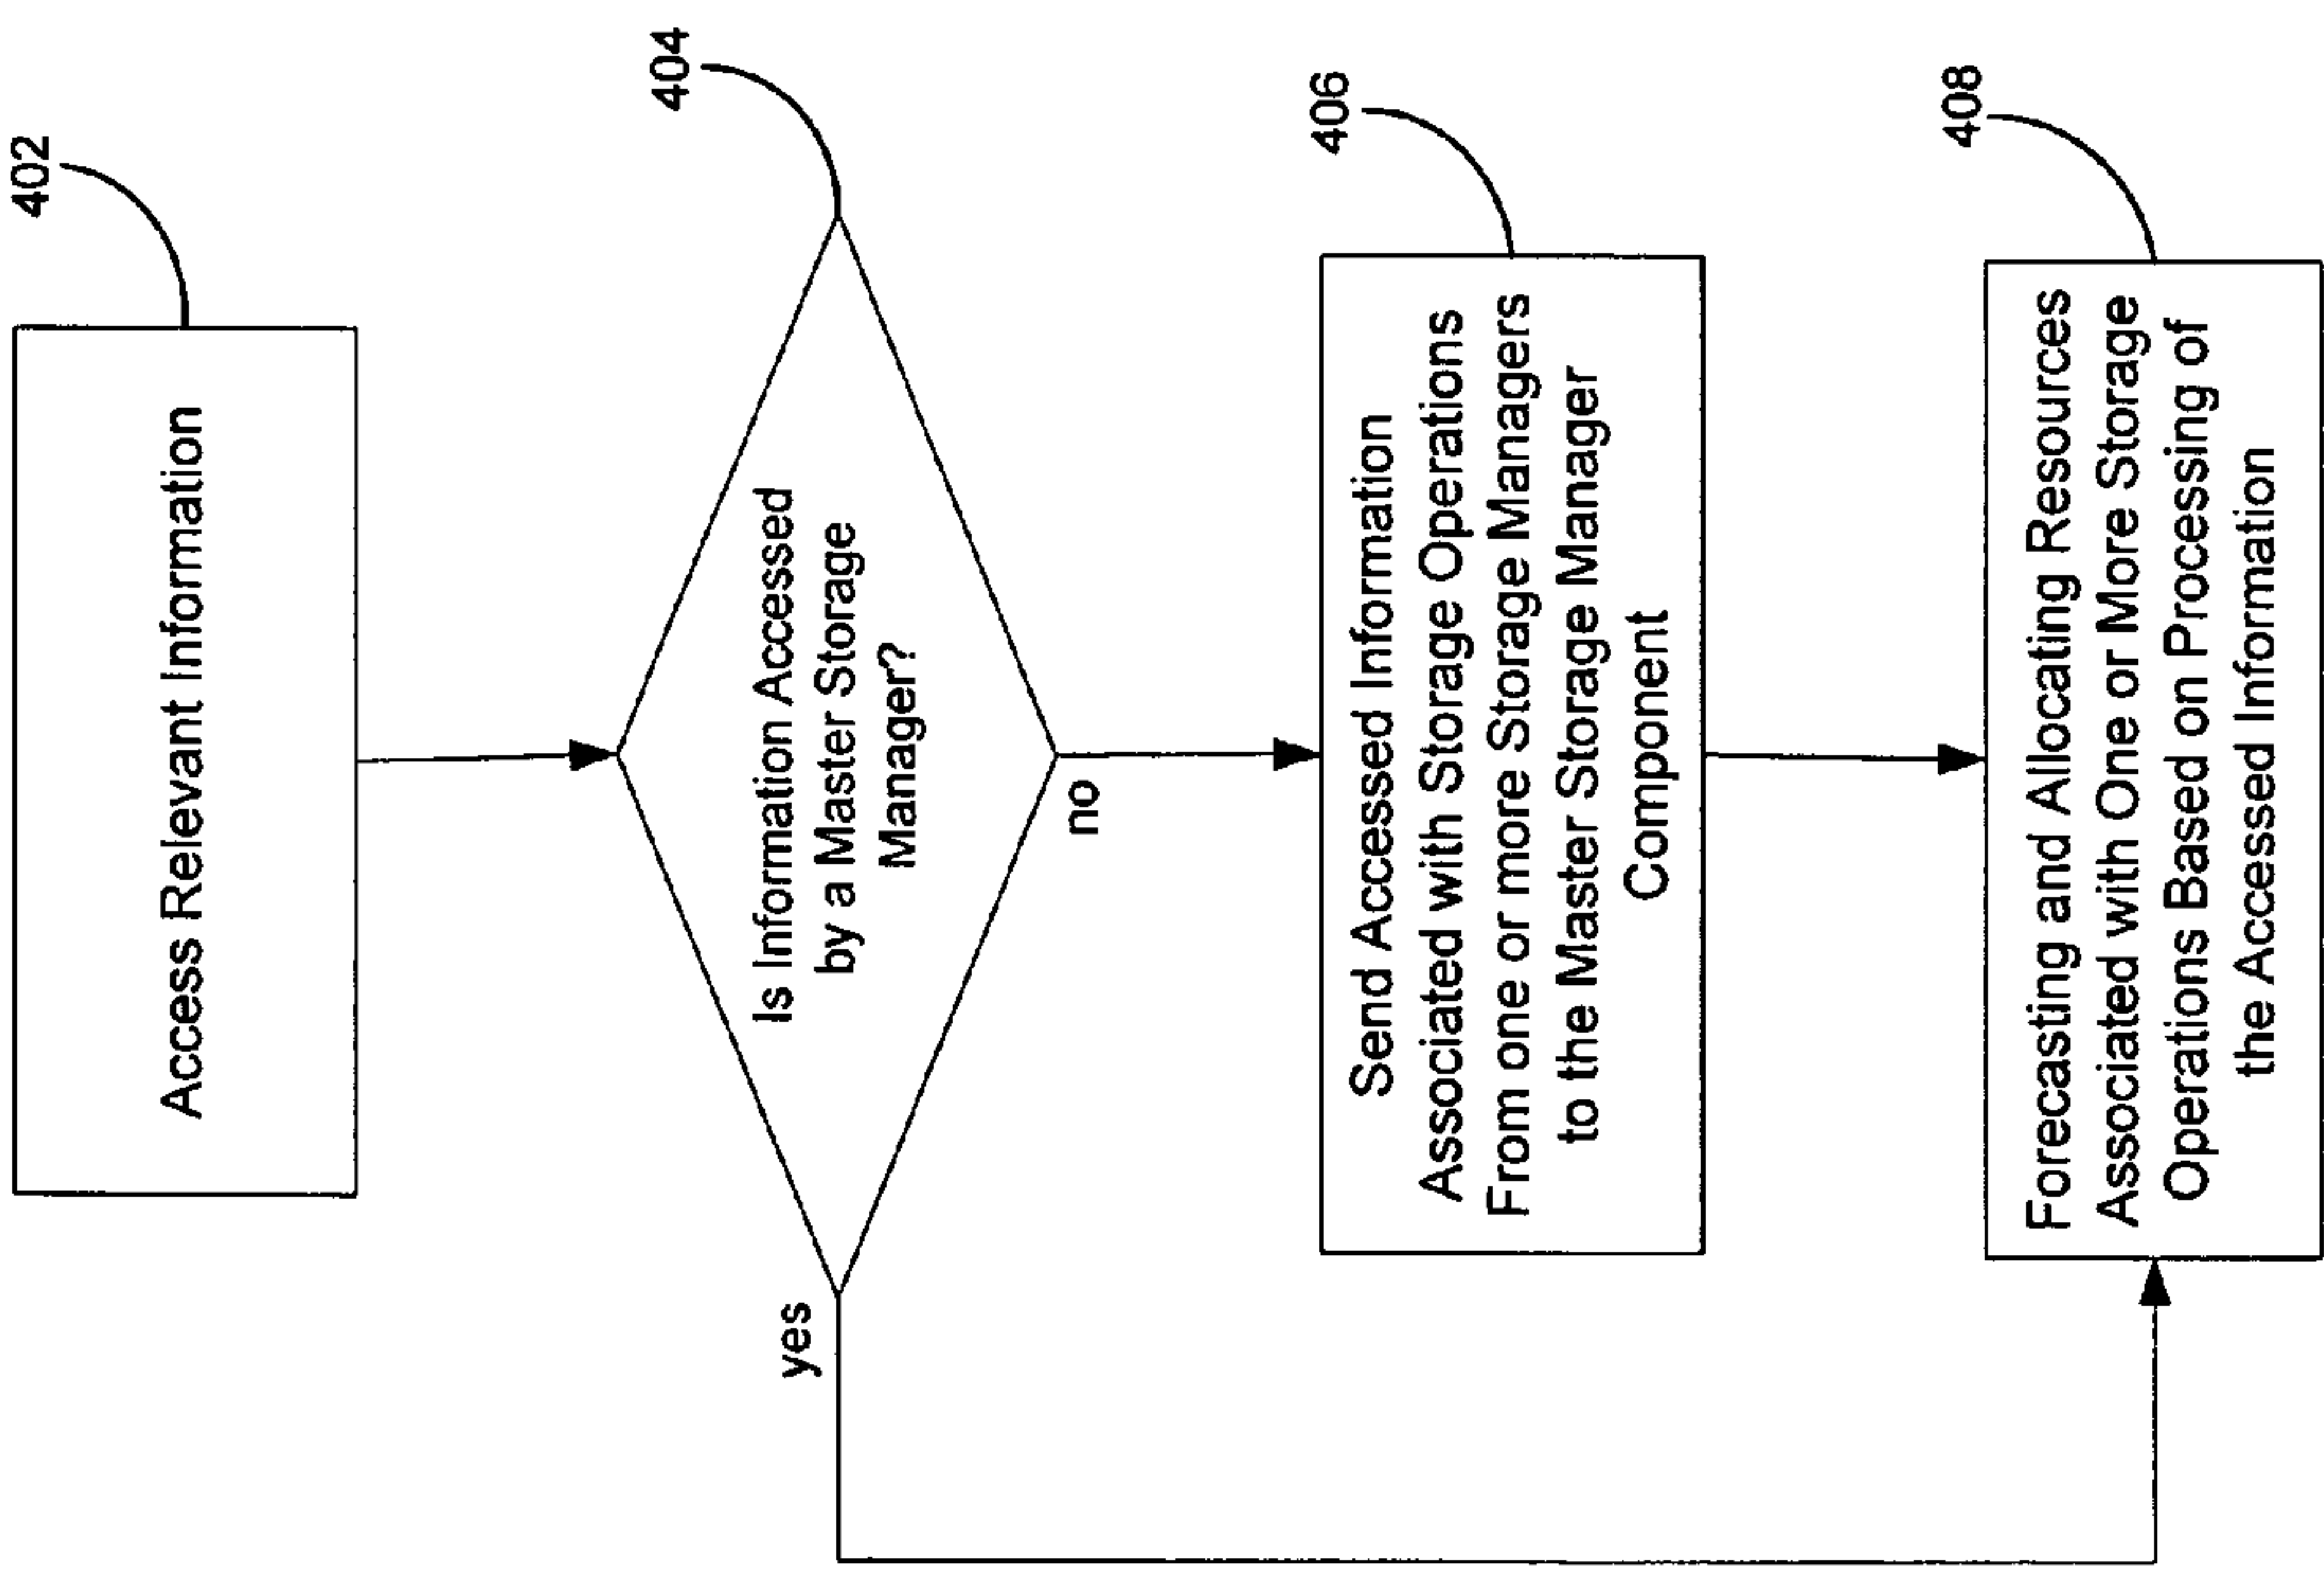 402
Access Relevant Information
404
Is Information Accessed
by a Master Storage
Manager?
yes
no
406
Send Accessed Information
Associated with Storage Operations
From one or more Storage Managers
to the Master Storage Manager
Component
408
Forecasting and Allocating Resources
Associated with One or More Storage
Operations Based on Processing of
the Accessed Information